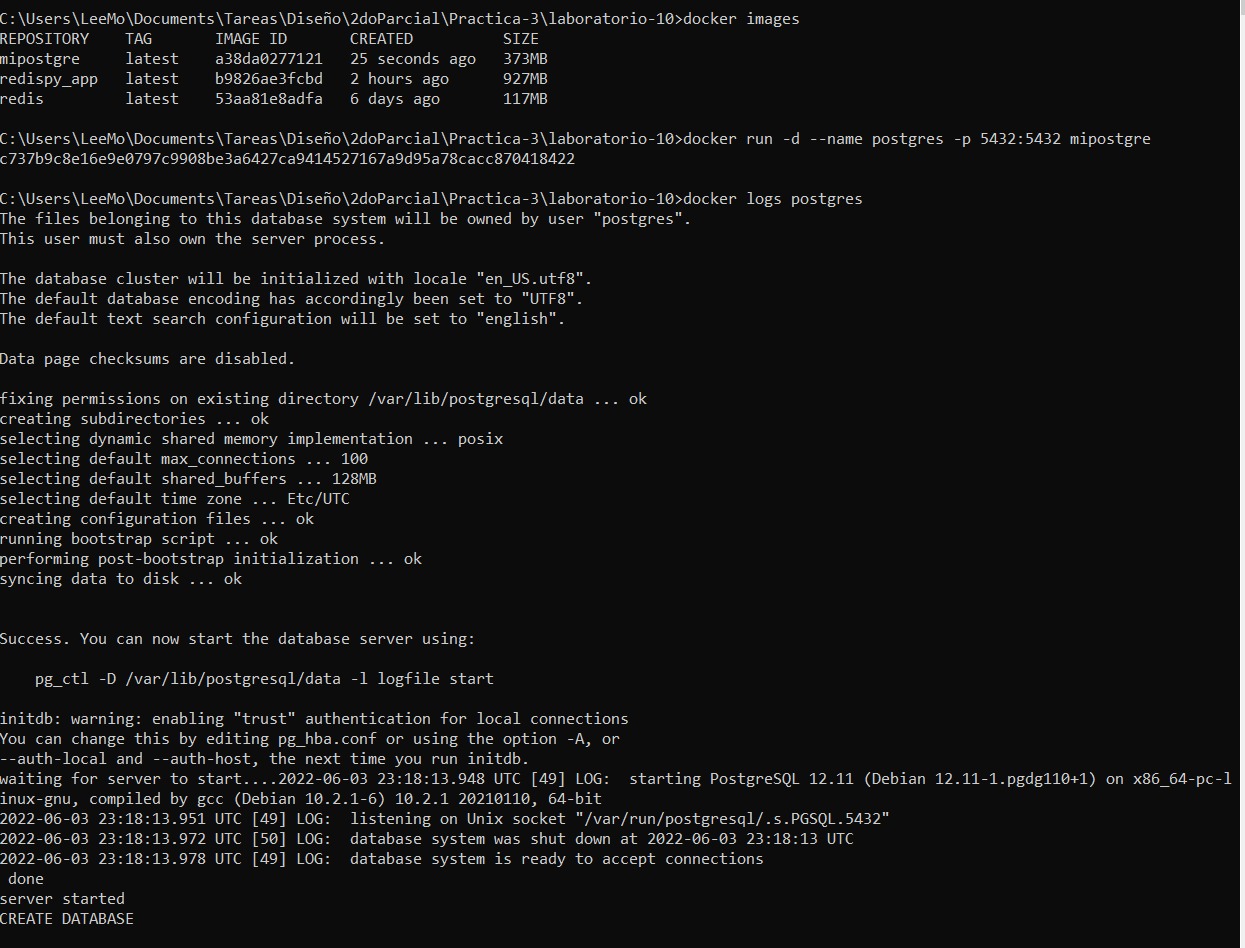 C:\Users\LeeMo\Documents\Tareas\Diseño\2doParcial\Practica-3\laboratorio-10>docker images
REPOSITORY    TAG       IMAGE ID       CREATED          SIZE
mipostgre     latest    a38da0277121   25 seconds ago   373MB
redispy_app   latest    b9826ae3fcbd   2 hours ago      927MB
redis         latest    53aa81e8adfa   6 days ago       117MB

C:\Users\LeeMo\Documents\Tareas\Diseño\2doParcial\Practica-3\laboratorio-10>docker run -d --name postgres -p 5432:5432 mipostgre
c737b9c8e16e9e0797c9908be3a6427ca9414527167a9d95a78cacc870418422

C:\Users\LeeMo\Documents\Tareas\Diseño\2doParcial\Practica-3\laboratorio-10>docker logs postgres
The files belonging to this database system will be owned by user "postgres".
This user must also own the server process.

The database cluster will be initialized with locale "en_US.utf8".
The default database encoding has accordingly been set to "UTF8".
The default text search configuration will be set to "english".

Data page checksums are disabled.

fixing permissions on existing directory /var/lib/postgresql/data ... ok
creating subdirectories ... ok
selecting dynamic shared memory implementation ... posix
selecting default max_connections ... 100
selecting default shared_buffers ... 128MB
selecting default time zone ... Etc/UTC
creating configuration files ... ok
running bootstrap script ... ok
performing post-bootstrap initialization ... ok
syncing data to disk ... ok


Success. You can now start the database server using:

    pg_ctl -D /var/lib/postgresql/data -l logfile start

initdb: warning: enabling "trust" authentication for local connections
You can change this by editing pg_hba.conf or using the option -A, or
--auth-local and --auth-host, the next time you run initdb.
waiting for server to start....2022-06-03 23:18:13.948 UTC [49] LOG:  starting PostgreSQL 12.11 (Debian 12.11-1.pgdg110+1) on x86_64-pc-l
inux-gnu, compiled by gcc (Debian 10.2.1-6) 10.2.1 20210110, 64-bit
2022-06-03 23:18:13.951 UTC [49] LOG:  listening on Unix socket "/var/run/postgresql/.s.PGSQL.5432"
2022-06-03 23:18:13.972 UTC [50] LOG:  database system was shut down at 2022-06-03 23:18:13 UTC
2022-06-03 23:18:13.978 UTC [49] LOG:  database system is ready to accept connections
 done
server started
CREATE DATABASE